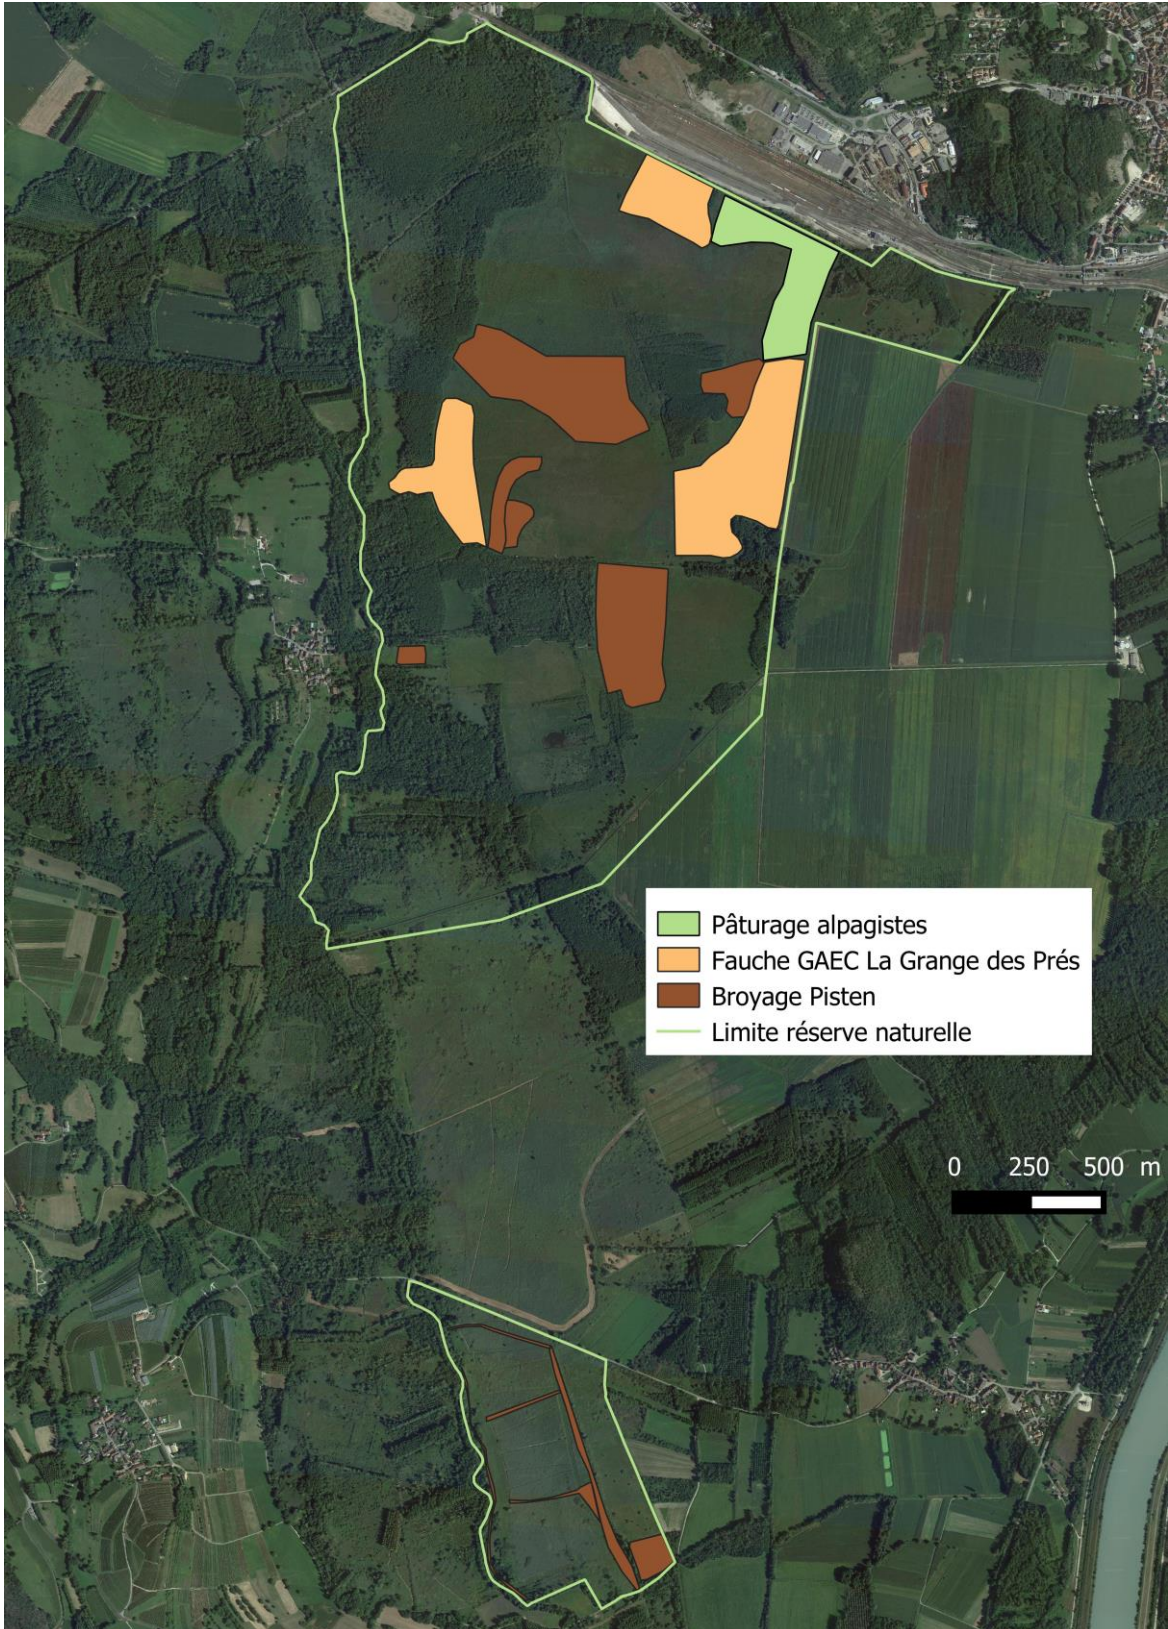 Pâturage alpagistes
Fauche GAEC La Grange des Prés
Broyage Pisten
Limite réserve naturelle
0 250 500 m